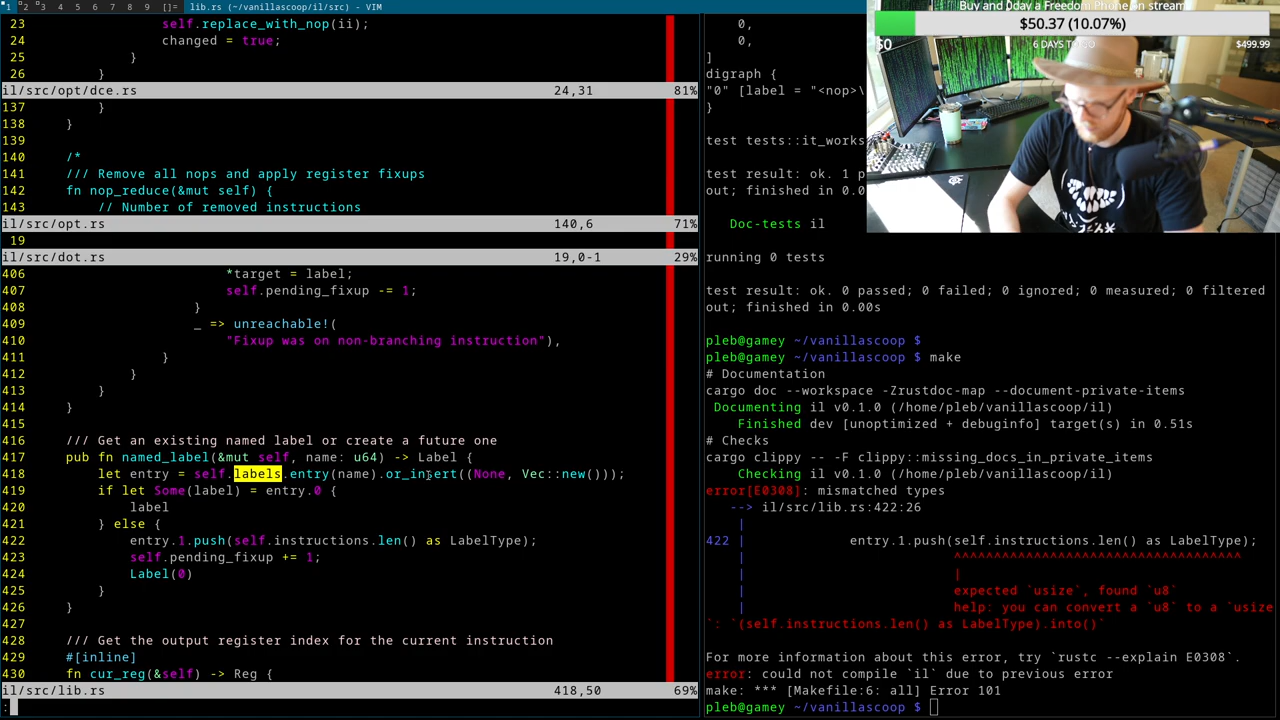 1 2 3 4 5 6 7 8 9 []= lib.rs (~/vanillascoop/il/src) - VIM
23 self.replace_with_nop(ii);
24 changed = true;
25 }
26 }
il/src/opt/dce.rs 24,31 81%
137 }
138 }
139
140 /*
141 /// Remove all nops and apply register fixups
142 fn nop_reduce(&mut self) {
143 // Number of removed instructions
il/src/opt.rs 140,6 71%
19
il/src/dot.rs 19,0-1 29%
406 *target = label;
407 self.pending_fixup -= 1;
408 }
409 _ => unreachable!(
410 "Fixup was on non-branching instruction"),
411 }
412 }
413 }
414 }
415
416 /// Get an existing named label or create a future one
417 pub fn named_label(&mut self, name: u64) -> Label {
418 let entry = self.labels.entry(name).or_insert((None, Vec::new()));
419 if let Some(label) = entry.0 {
420 label
421 } else {
422 entry.1.push(self.instructions.len() as LabelType);
423 self.pending_fixup += 1;
424 Label(0)
425 }
426 }
427
428 /// Get the output register index for the current instruction
429 #[inline]
430 fn cur_reg(&self) -> Reg {
il/src/lib.rs 418,50 69%
:
0,
0,
]
digraph {
"0" [label = "<nop>\
}
test tests::it_works
test result: ok. 1 p
out; finished in 0.0
Doc-tests il
running 0 tests
test result: ok. 0 passed; 0 failed; 0 ignored; 0 measured; 0 filtered
out; finished in 0.00s
pleb@gamey ~/vanillascoop $
pleb@gamey ~/vanillascoop $ make
# Documentation
cargo doc --workspace -Zrustdoc-map --document-private-items
Documenting il v0.1.0 (/home/pleb/vanillascoop/il)
Finished dev [unoptimized + debuginfo] target(s) in 0.51s
# Checks
cargo clippy -- -F clippy::missing_docs_in_private_items
Checking il v0.1.0 (/home/pleb/vanillascoop/il)
error[E0308]: mismatched types
--> il/src/lib.rs:422:26
|
422 | entry.1.push(self.instructions.len() as LabelType);
| ^^^^^^^^^^^^^^^^^^^^^^^^^^^^^^^^^^^^
| |
| expected `usize`, found `u8`
| help: you can convert a `u8` to a `usize
`: `(self.instructions.len() as LabelType).into()`
For more information about this error, try `rustc --explain E0308`.
error: could not compile `il` due to previous error
make: *** [Makefile:6: all] Error 101
pleb@gamey ~/vanillascoop $
Buy and 0day a Freedom Phone on stream
$50.37 (10.07%)
$0 6 DAYS TO GO $499.99